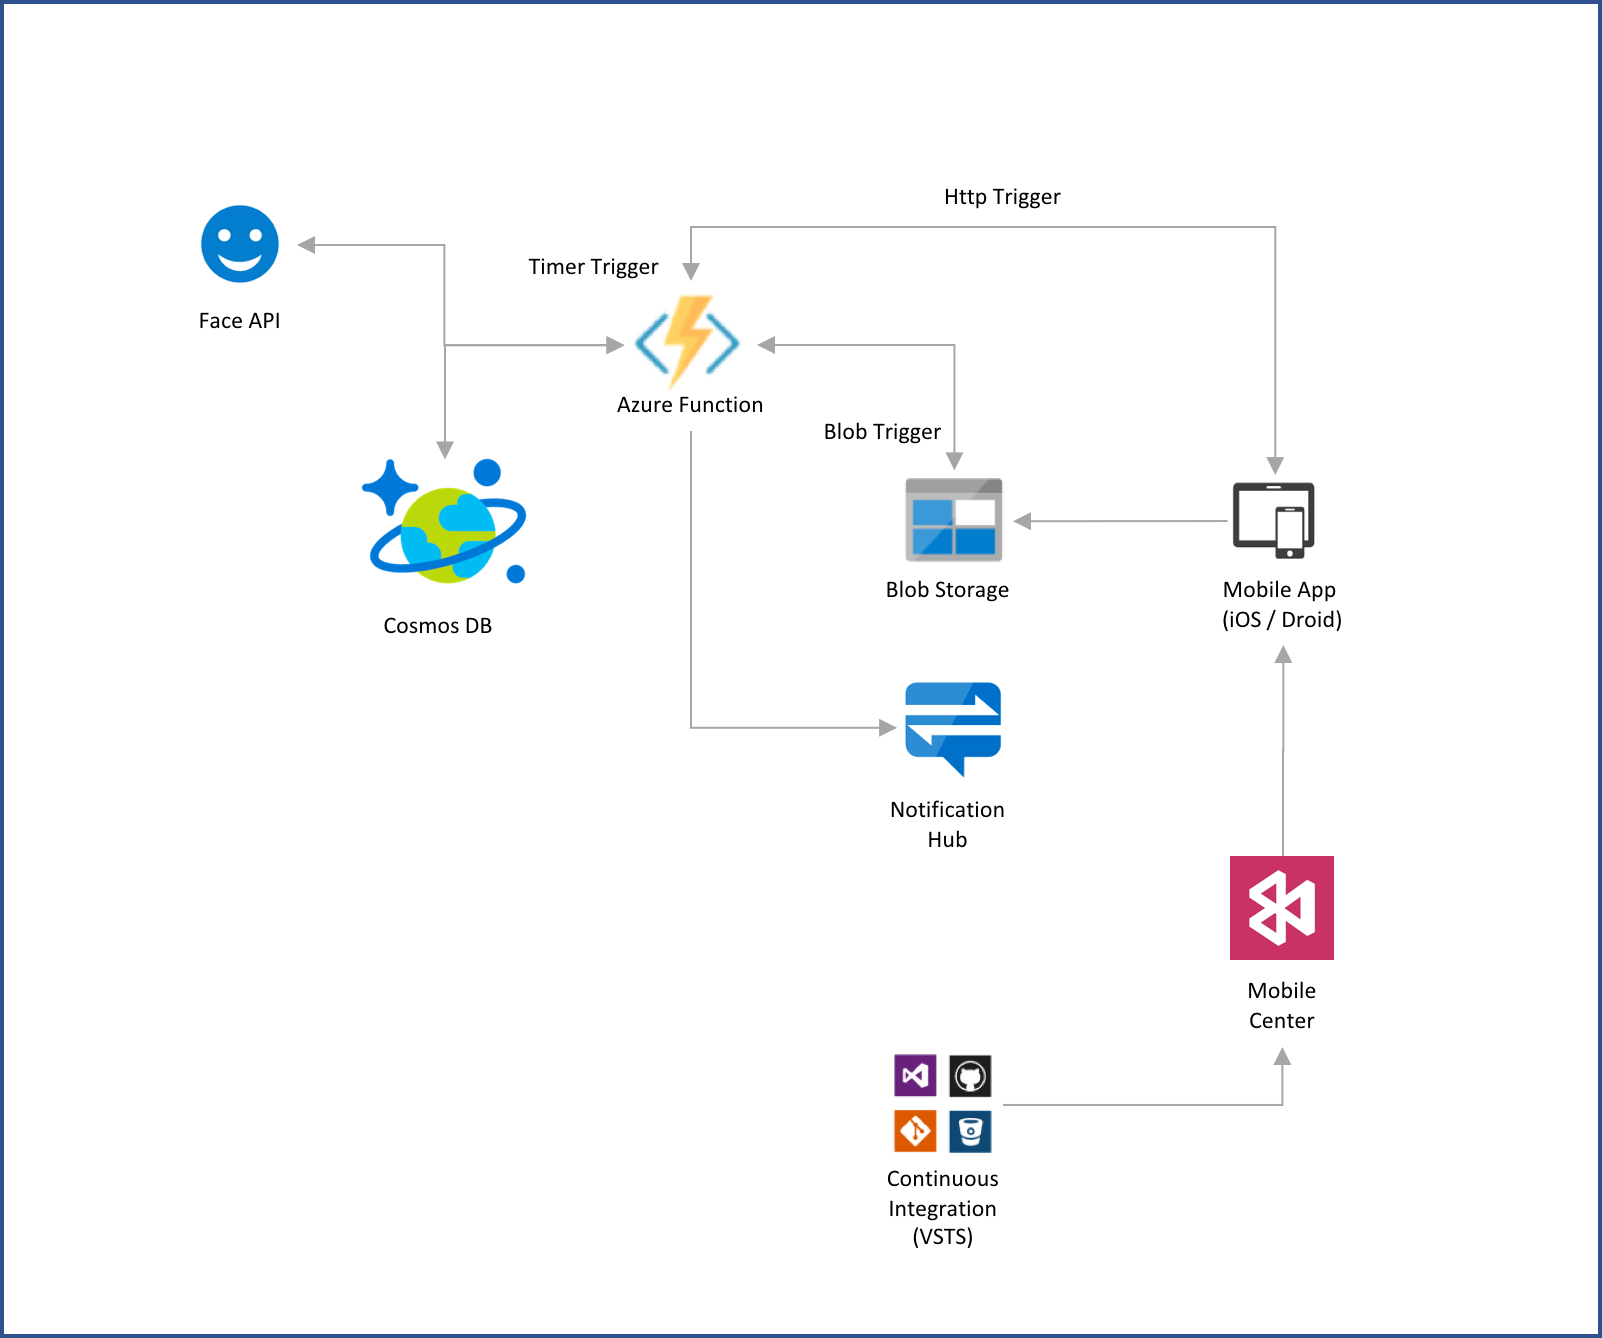 Http Trigger
Timer Trigger
Face API
Azure Function
Blob Trigger
Blob Storage
Mobile App
(iOS / Droid)
Cosmos DB
Notification
Hub
Mobile
Center
Continuous
Integration
(VSTS)